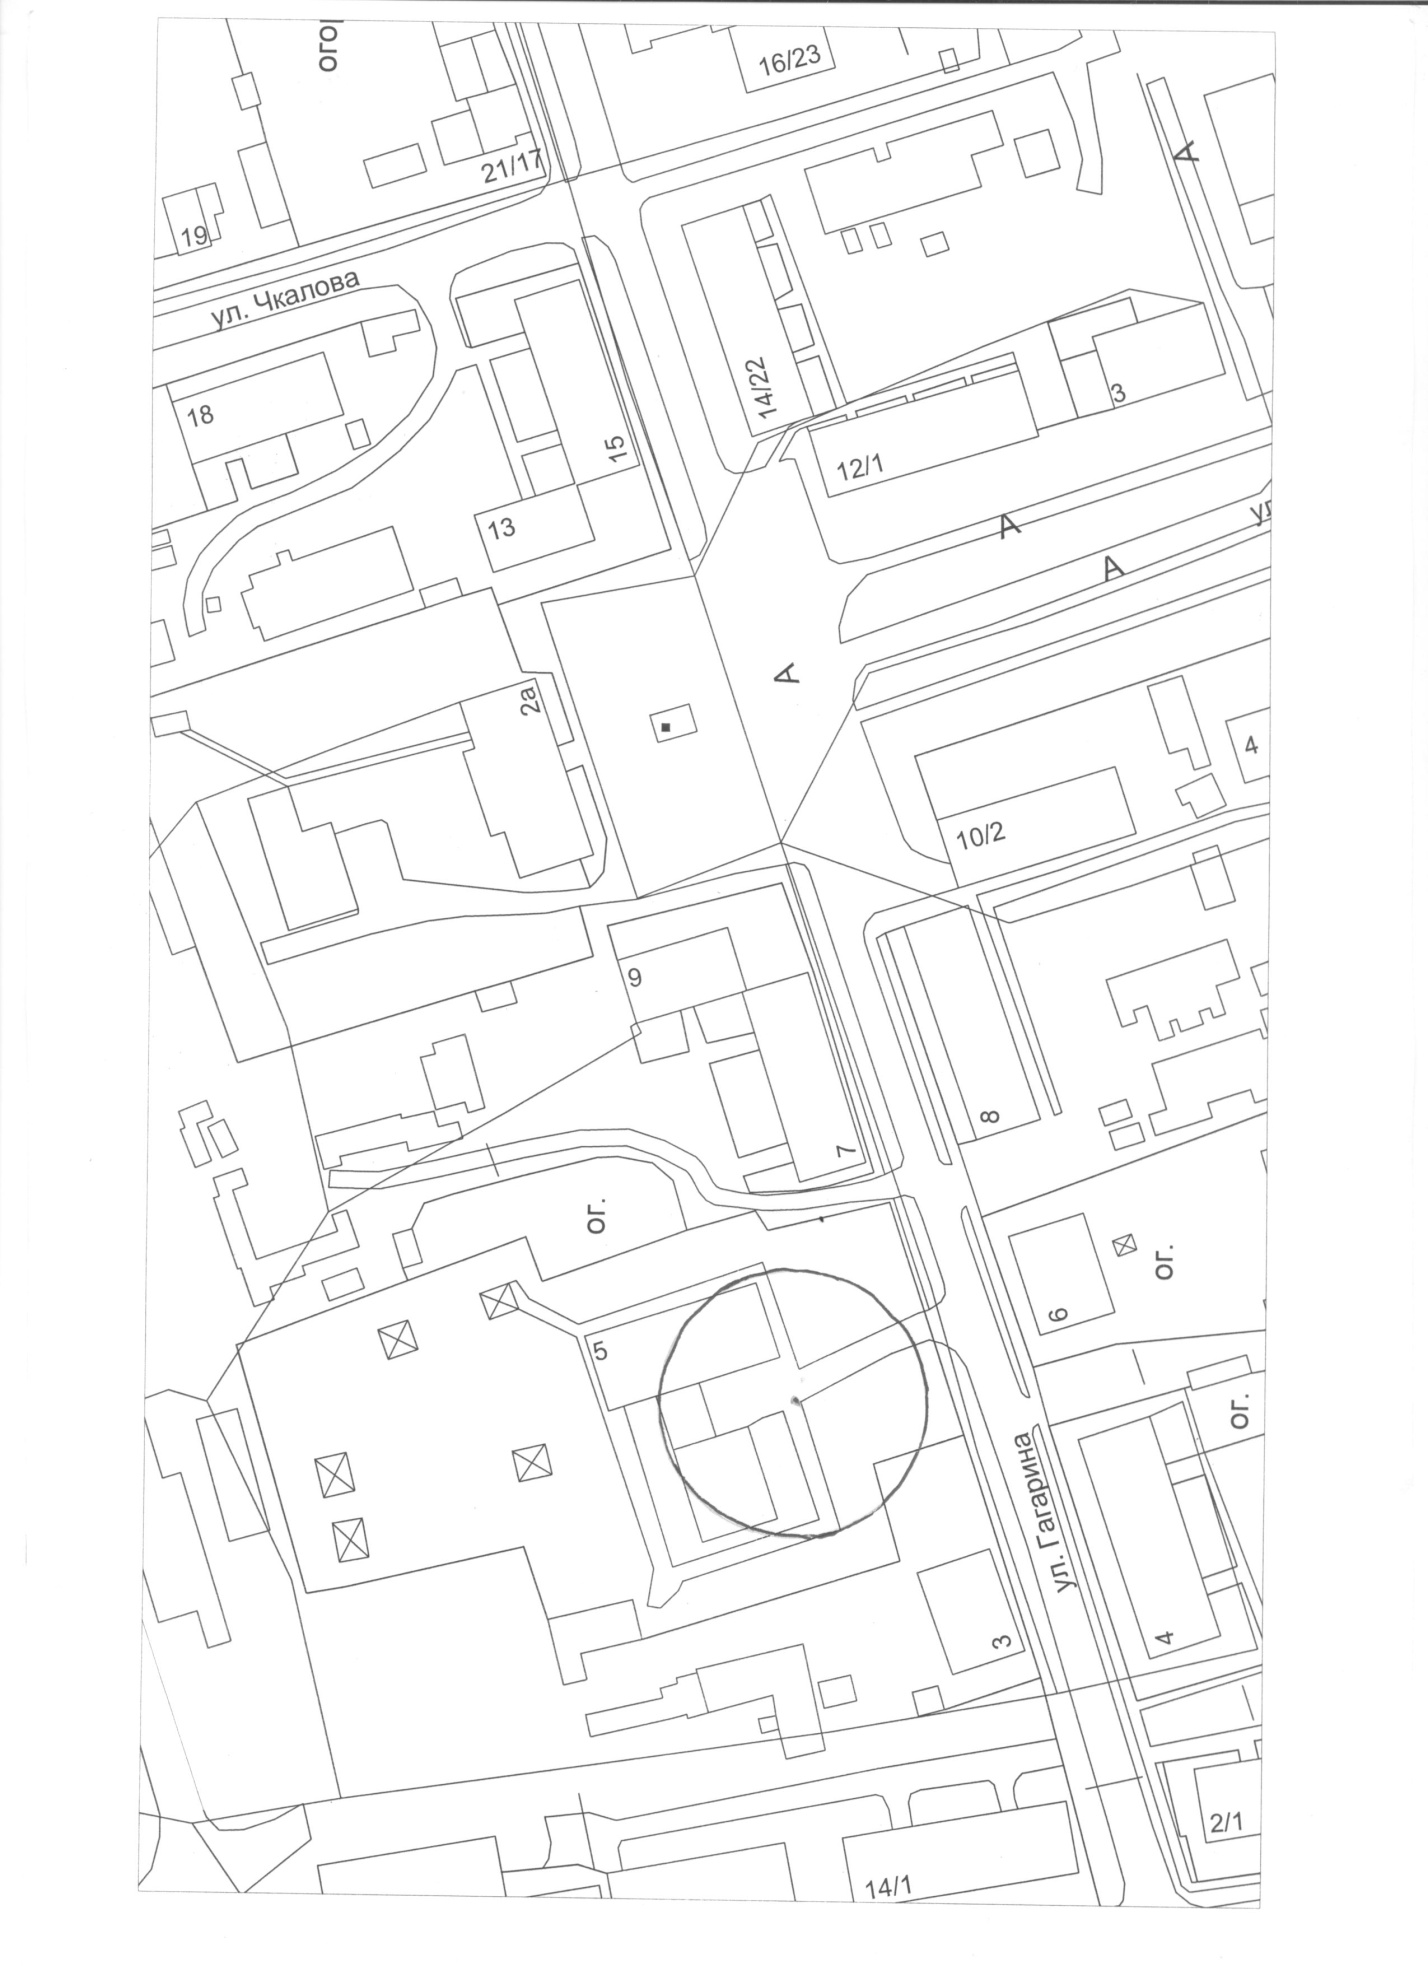 огор
16/23
21/17
А
19
ул. Чкалова
14/22
3
18
15
12/1
13
А
ул
А
2а
А
4
10/2
9
8
7
ог.
ог.
6
5
ог.
ул. Гагарина
3
4
2/1
14/1